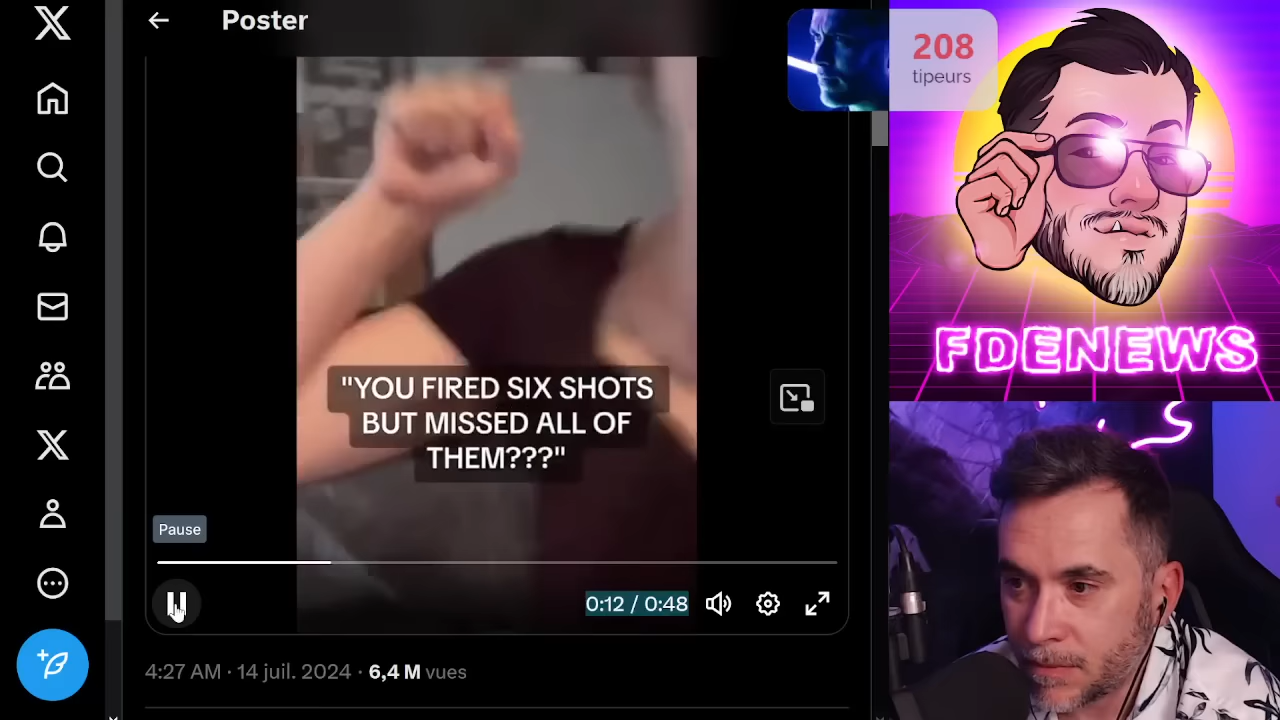 Poster
208
tipeurs
FDENEWS
"YOU FIRED SIX SHOTS
BUT MISSED ALL OF
THEM???"
Pause
0:12 / 0:48
4:27 AM · 14 juil. 2024 · 6,4 M vues